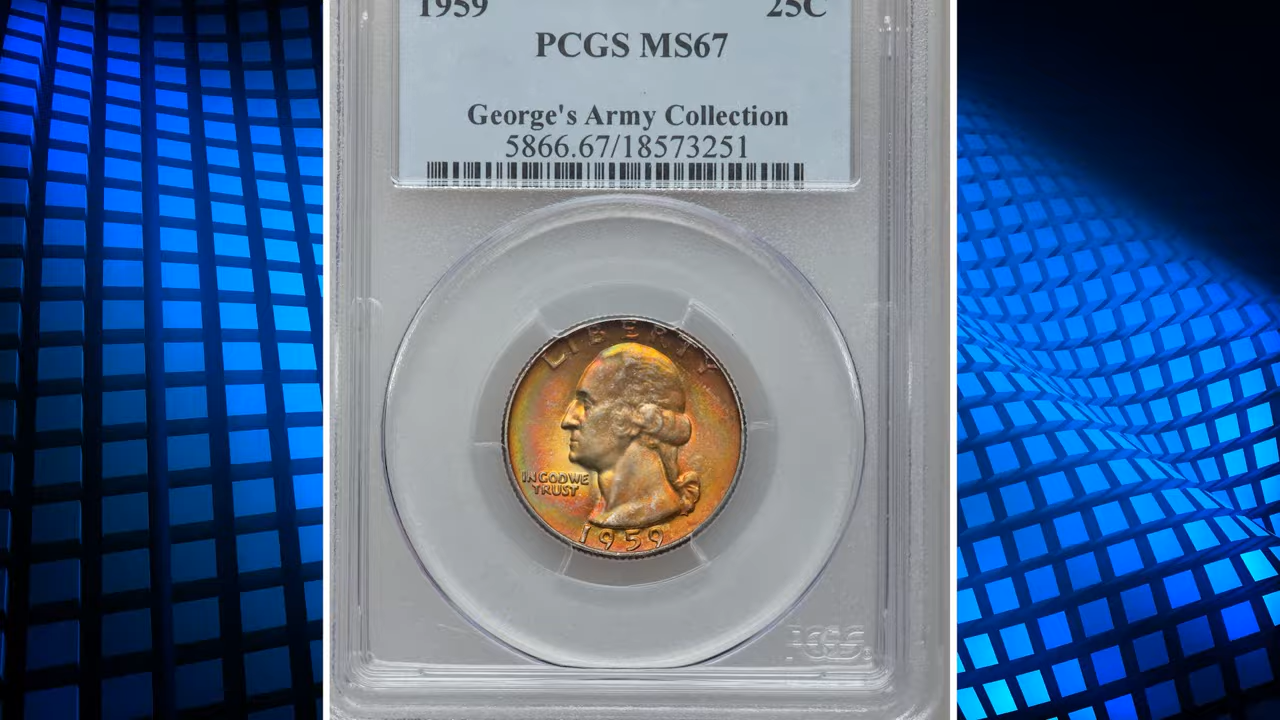 1959 25C
PCGS MS67
George's Army Collection
5866.67/18573251
LIBERTY
IN GOD WE
TRUST
1959
PCGS